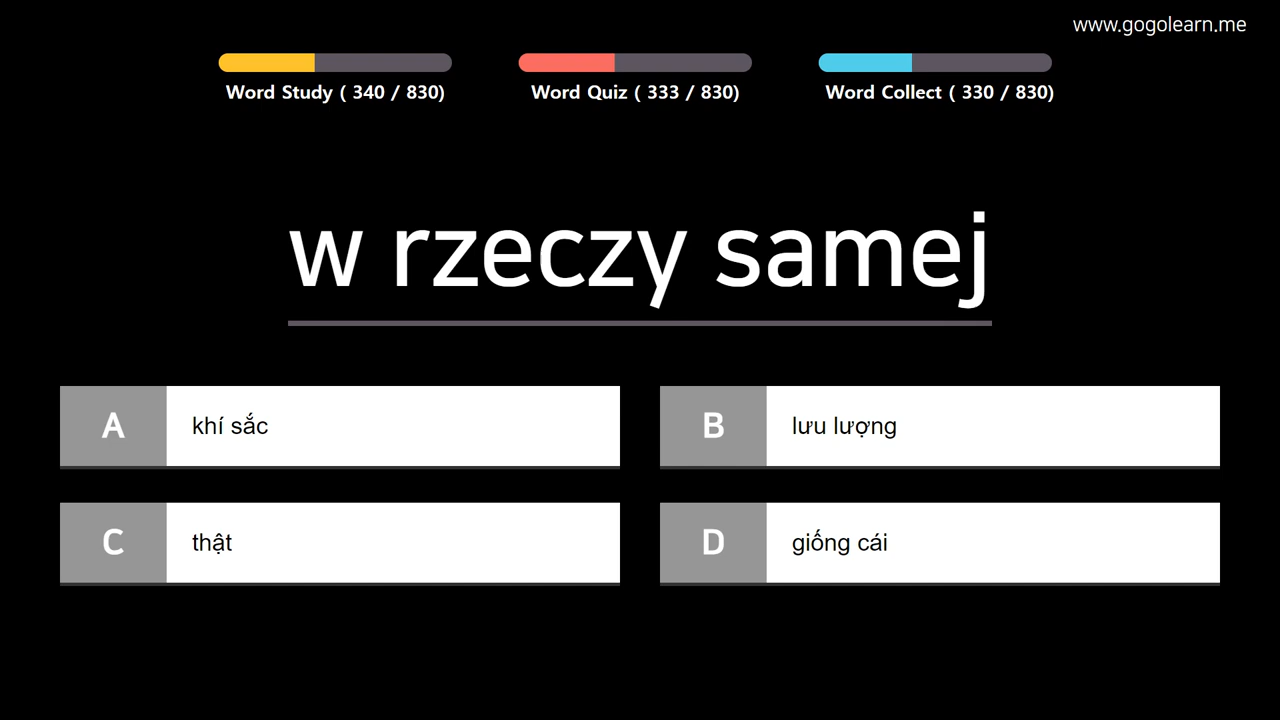 www.gogolearn.me
Word Study ( 340 / 830)
Word Quiz ( 333 / 830)
Word Collect ( 330 / 830)
w rzeczy samej
A khí sắc
B lưu lượng
C thật
D giống cái